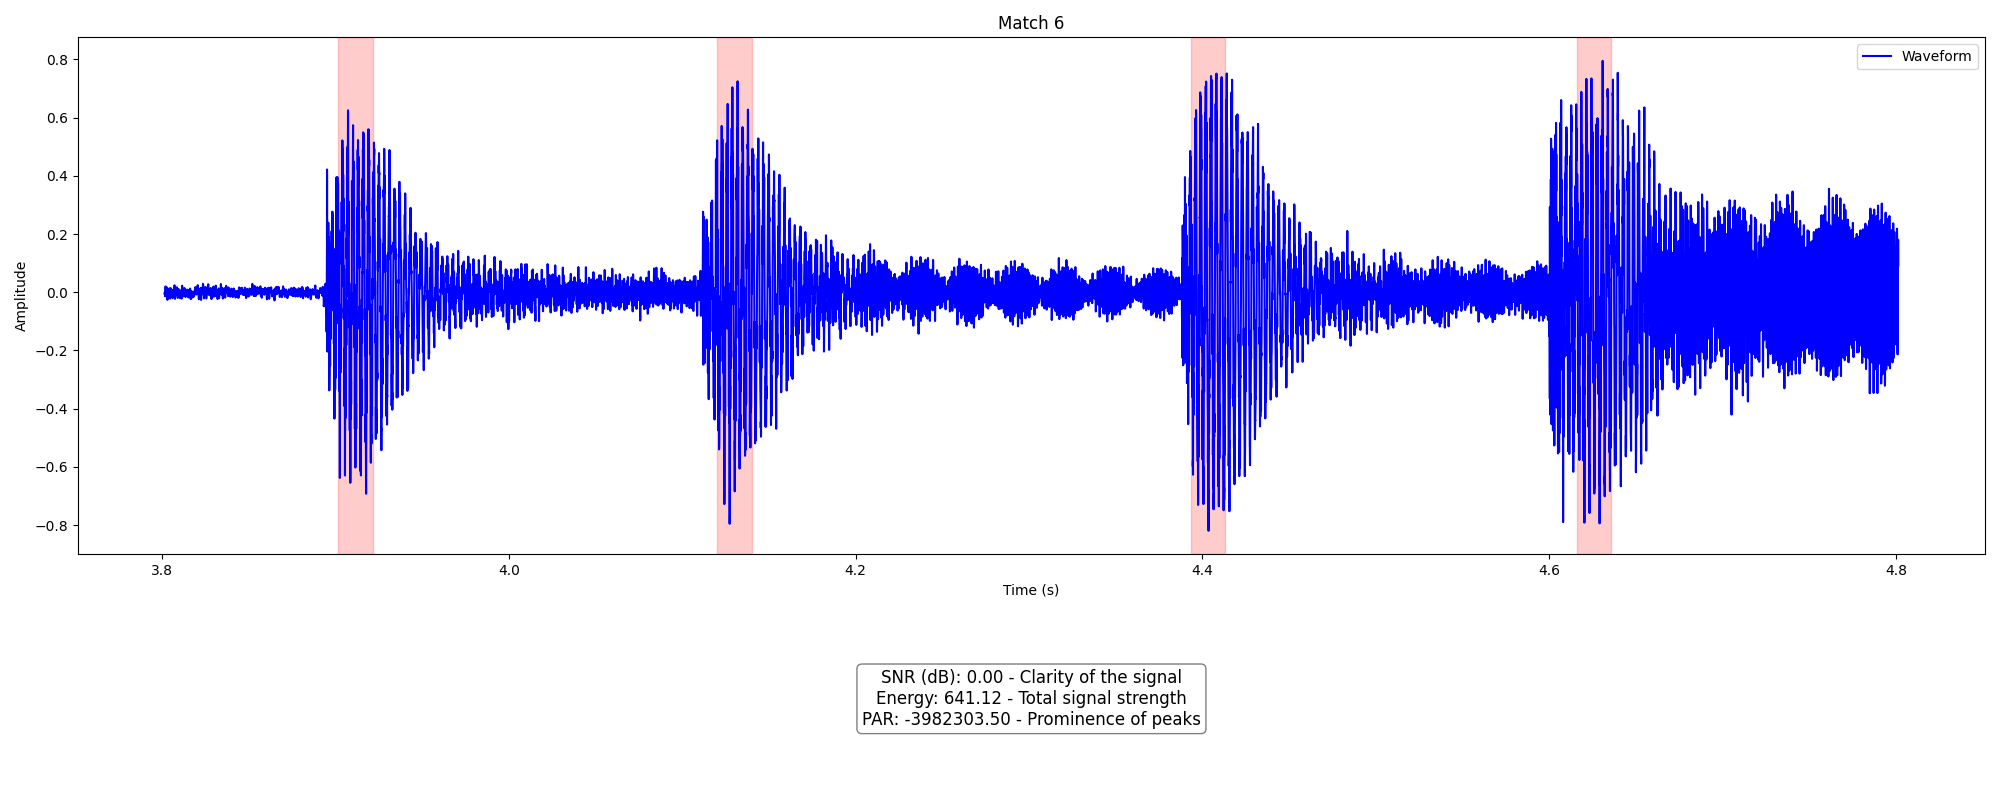 Match 6
Waveform
0.8
0.6
0.4
0.2
0.0
−0.2
−0.4
−0.6
−0.8
Amplitude
3.8 4.0 4.2 4.4 4.6 4.8
Time (s)
SNR (dB): 0.00 - Clarity of the signal
Energy: 641.12 - Total signal strength
PAR: -3982303.50 - Prominence of peaks